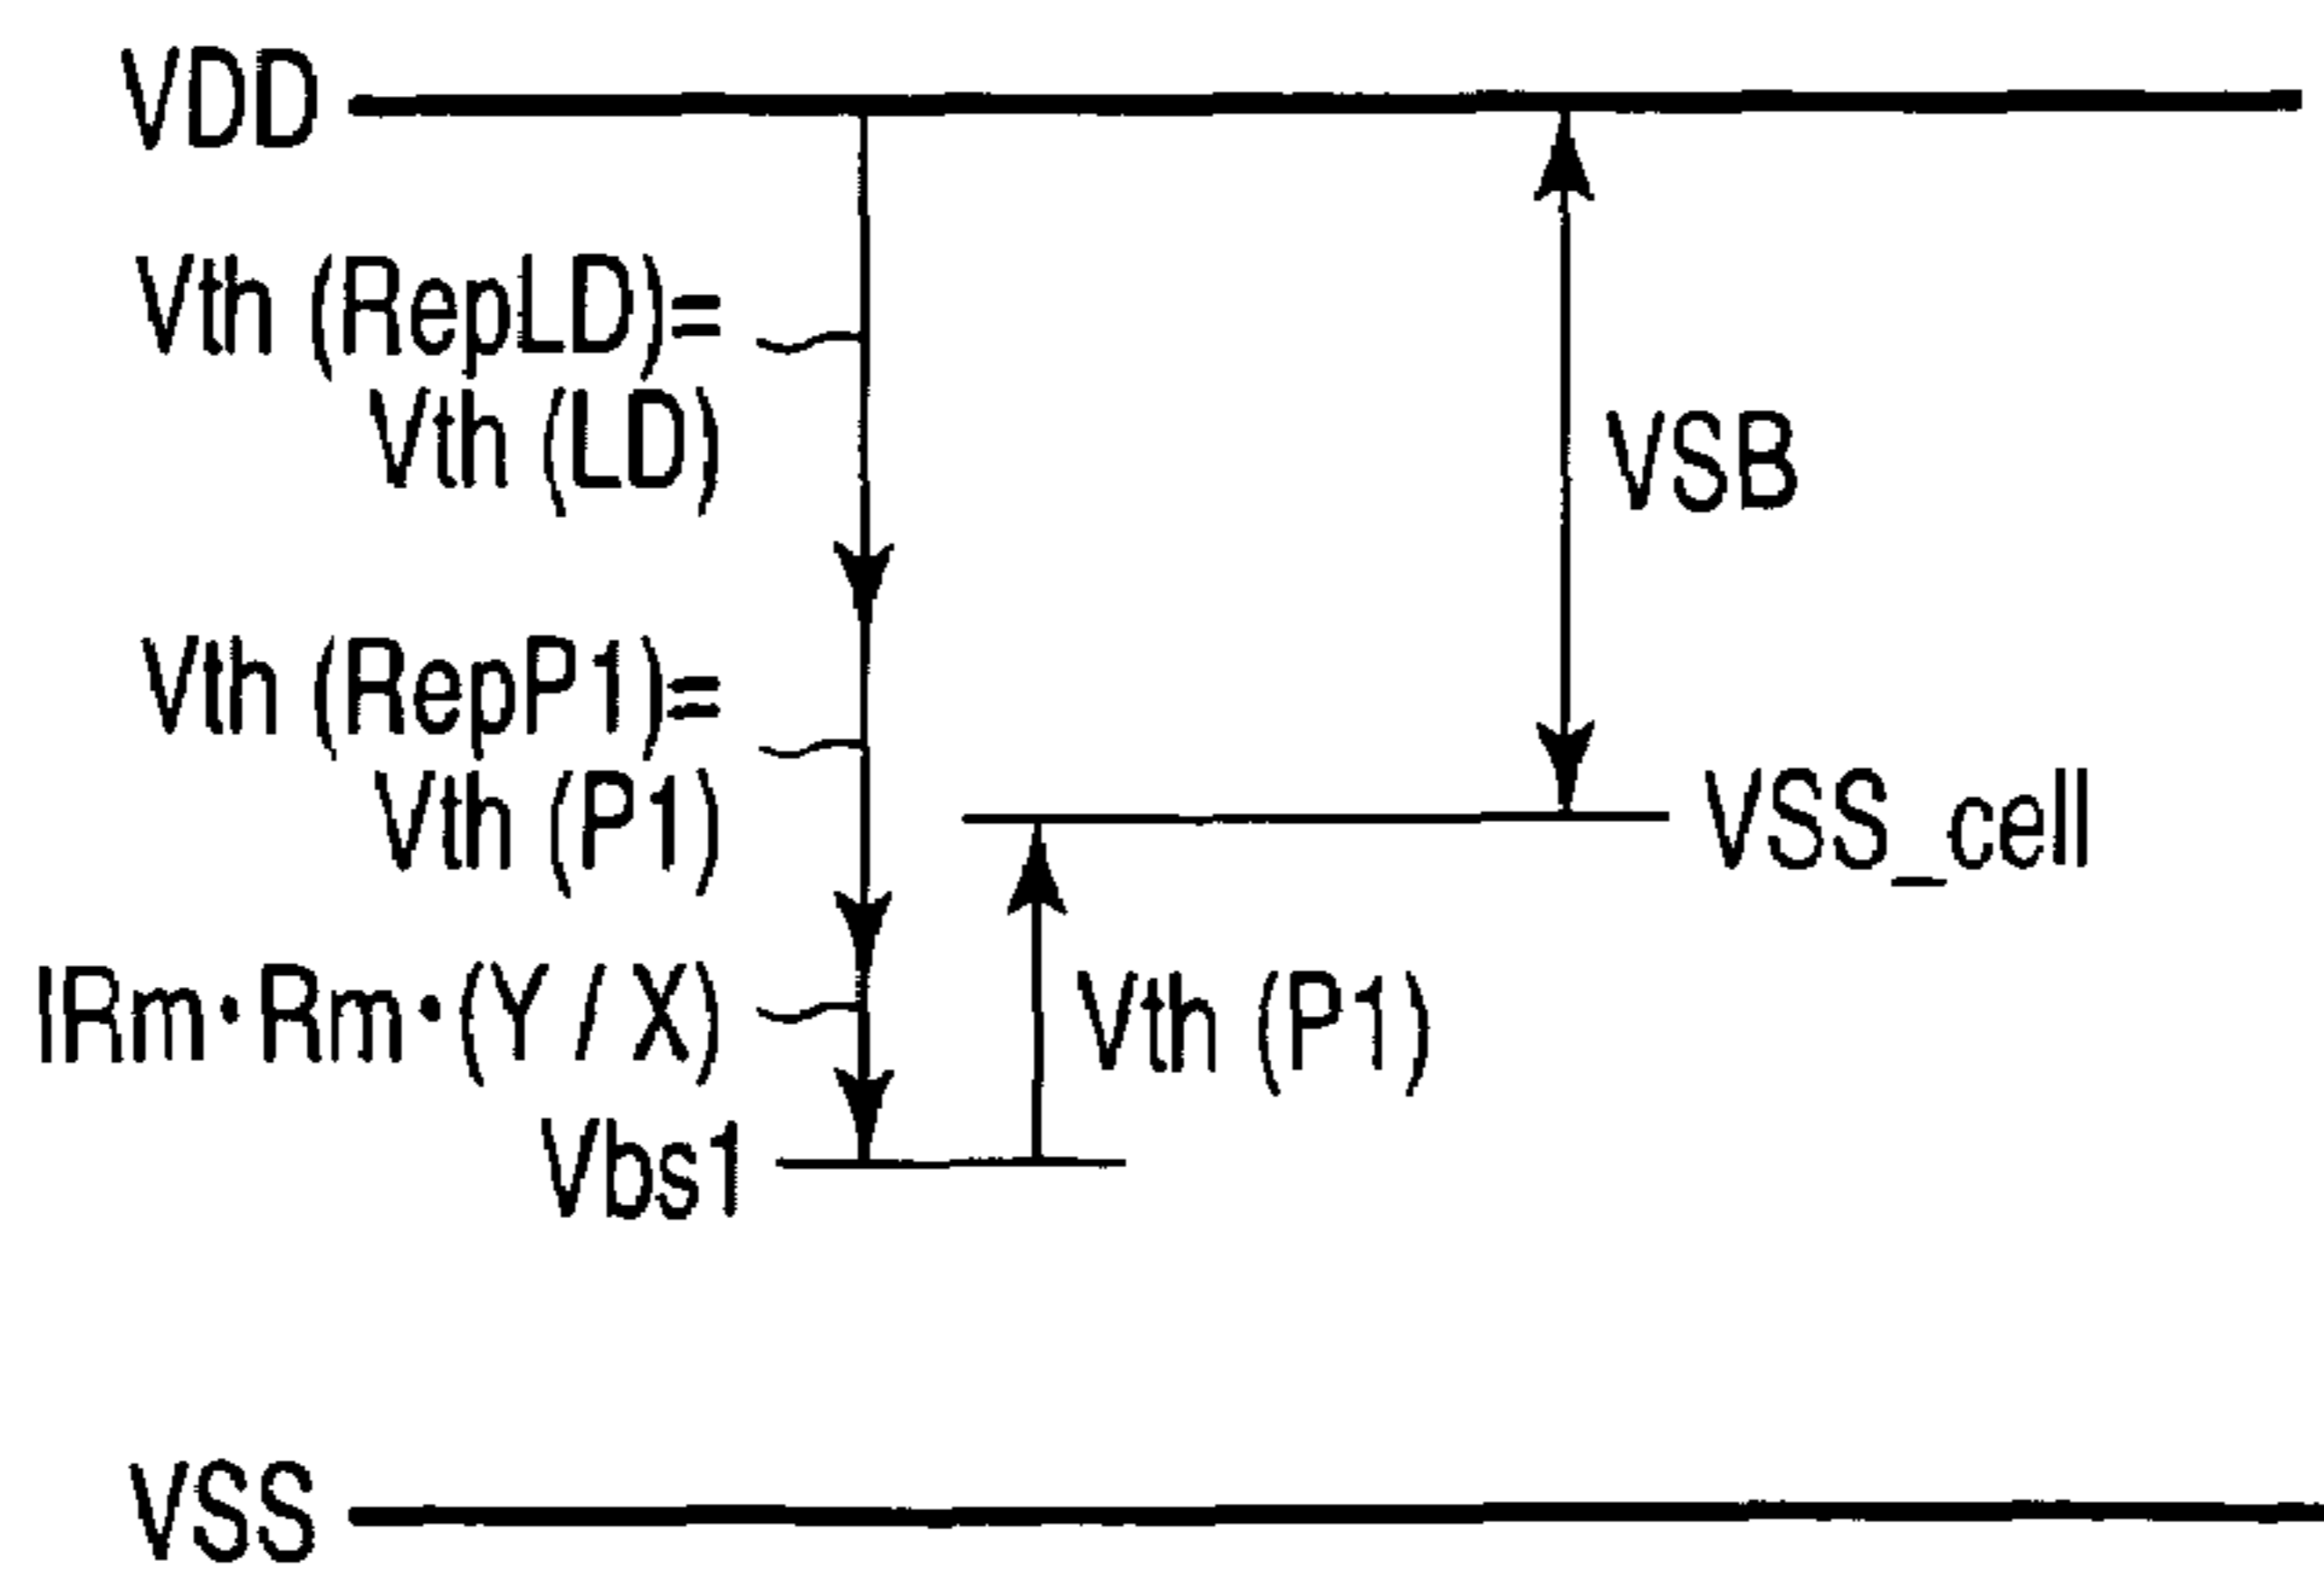 VDD
Vth (RepLD)=
Vth (LD)
VSB
Vth (RepP1)=
Vth (P1)
VSS_cell
IRm·Rm·(Y / X)
Vth (P1)
Vbs1
VSS